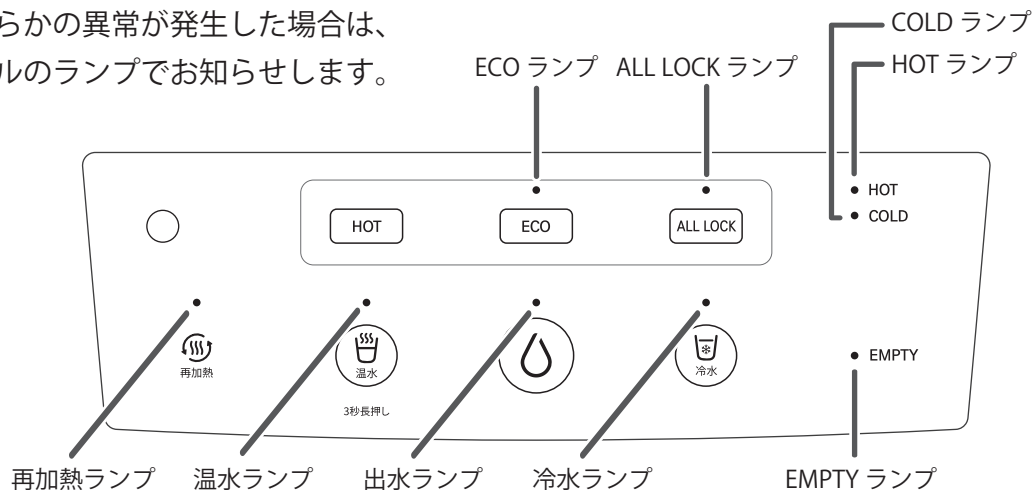 らかの異常が発生した場合は、
ルのランプでお知らせします。
COLD ランプ
HOT ランプ
ECO ランプ ALL LOCK ランプ
HOT
COLD
HOT ECO ALL LOCK
再加熱
温水
冷水
EMPTY
3秒長押し
再加熱ランプ 温水ランプ 出水ランプ 冷水ランプ EMPTY ランプ